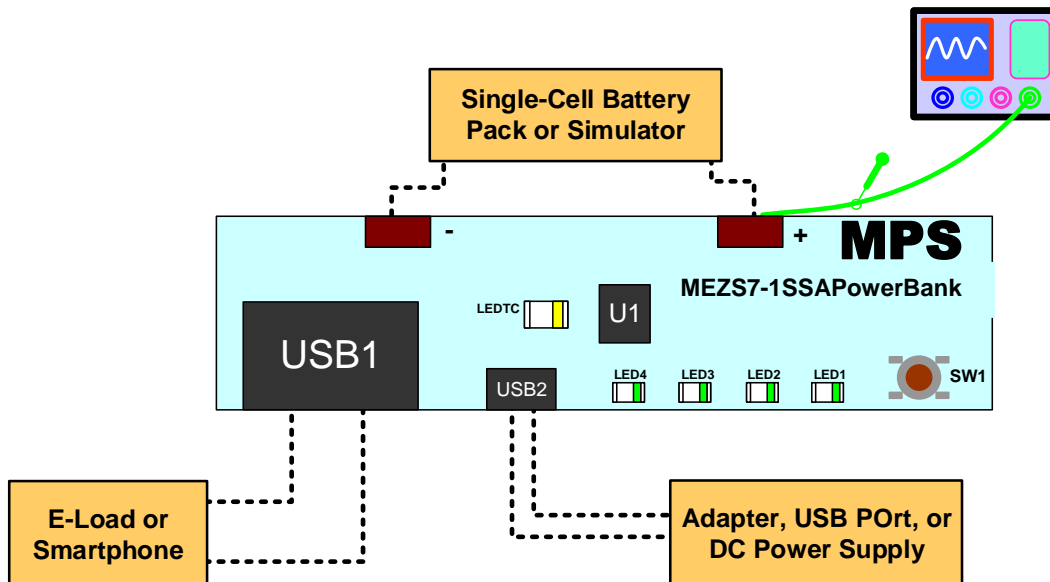 Single-Cell Battery
Pack or Simulator
-
+
MPS
MEZS7-1SSAPowerBank
LEDTC
U1
USB1
USB2
LED4
LED3
LED2
LED1
SW1
E-Load or
Smartphone
Adapter, USB POrt, or
DC Power Supply